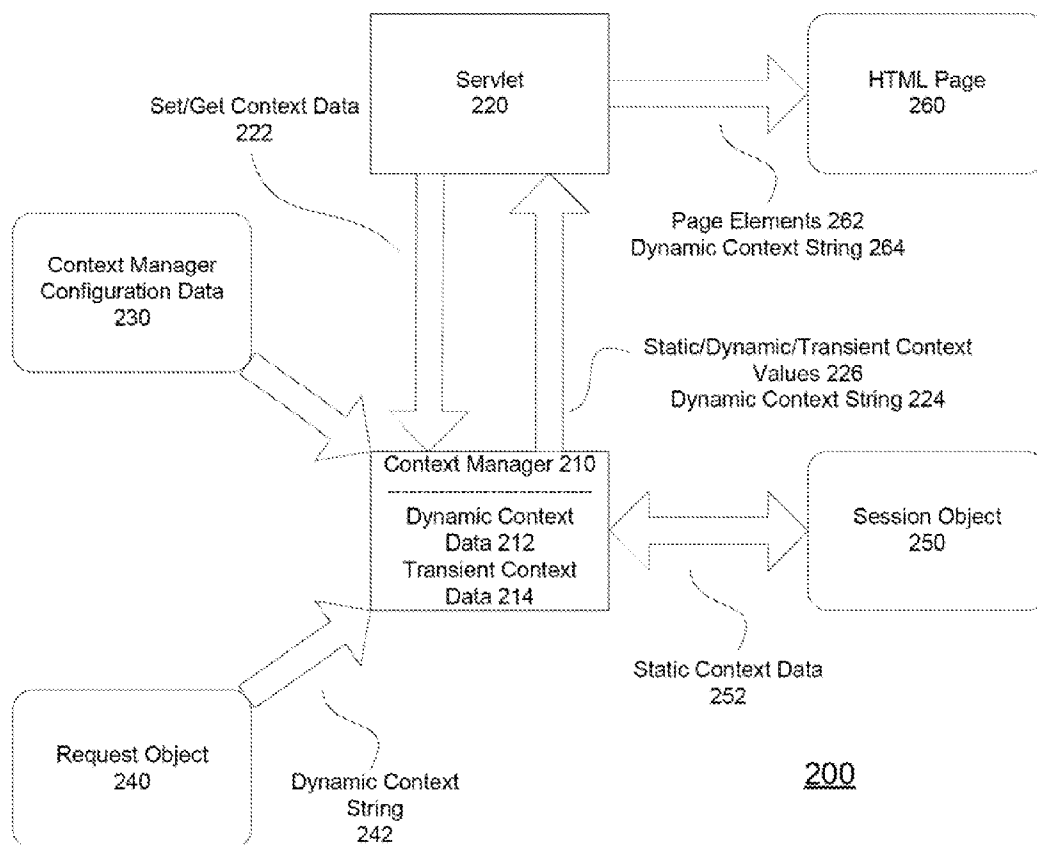 Servlet
220
HTML Page
260
Set/Get Context Data
222
Page Elements 262
Dynamic Context String 264
Context Manager
Configuration Data
230
Static/Dynamic/Transient Context
Values 226
Dynamic Context String 224
Context Manager 210
Dynamic Context
Data 212
Transient Context
Data 214
Session Object
250
Static Context Data
252
Request Object
240
Dynamic Context
String
242
200